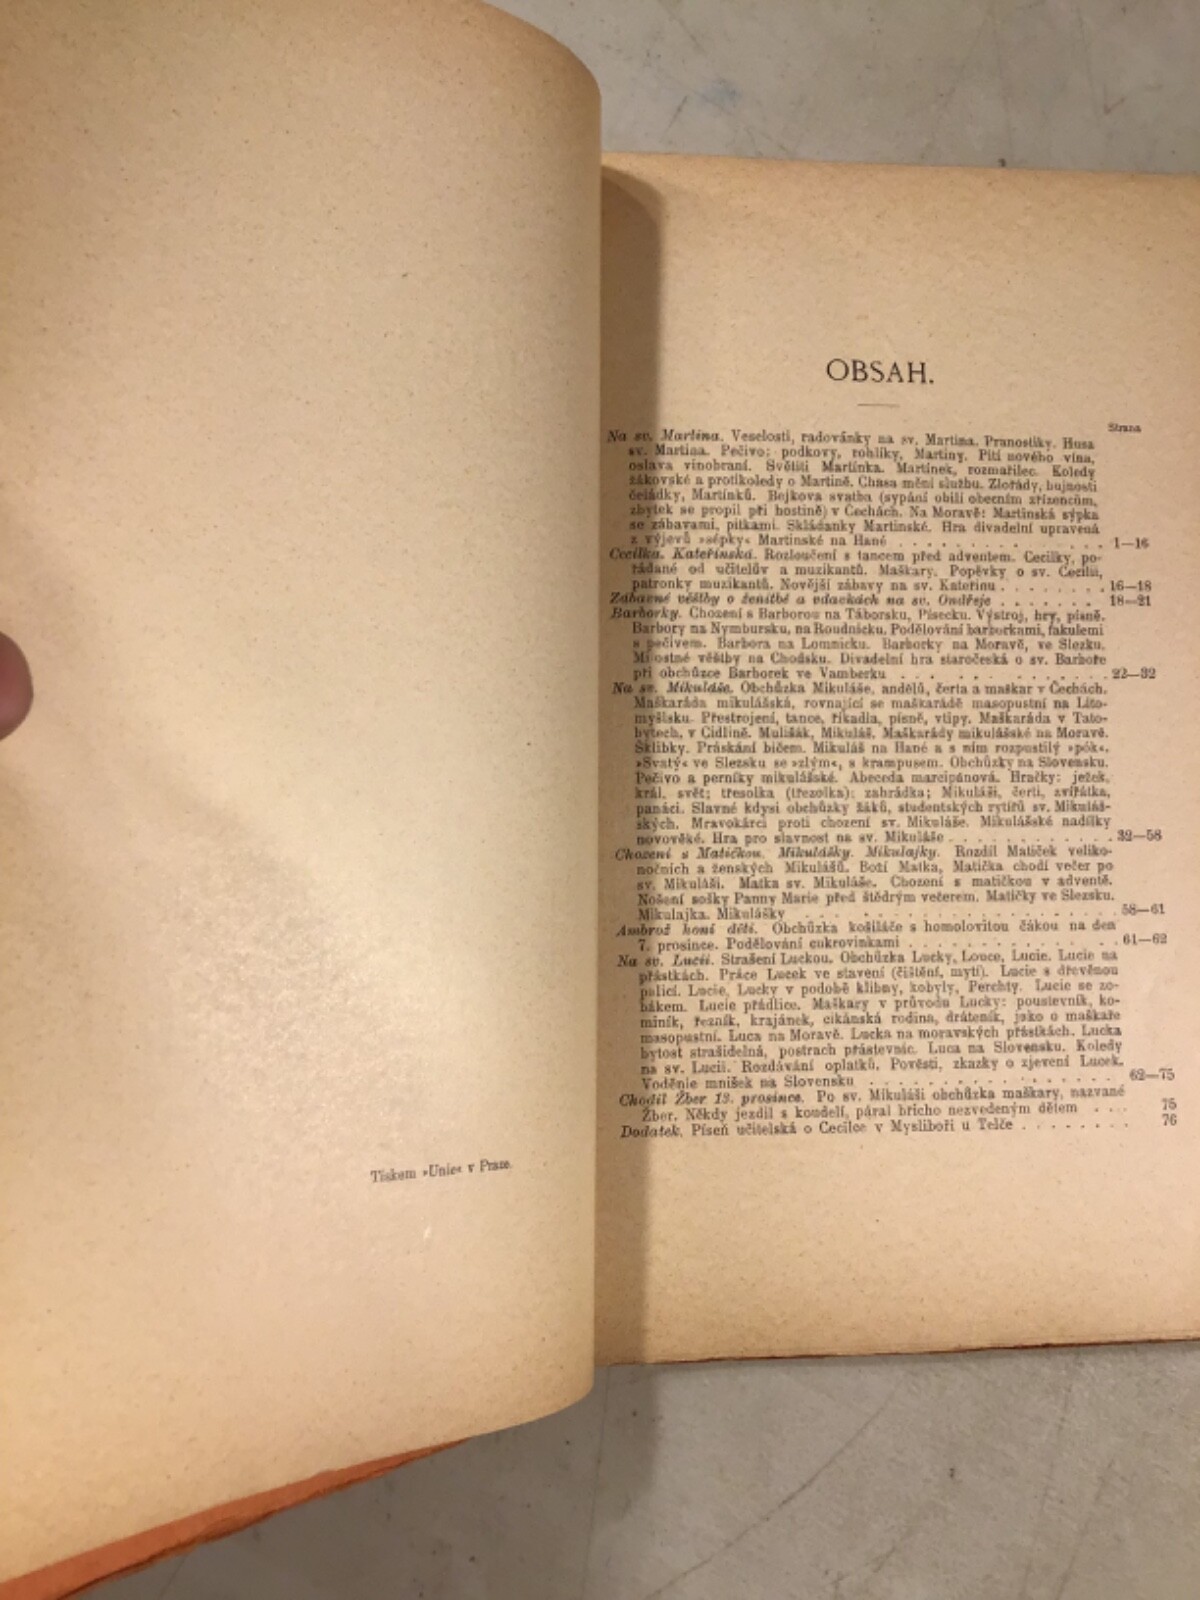 Tiskem »Unie« v Praze.
OBSAH.
Strana
Na sv. Martina. Veselosti, radovánky na sv. Martina. Pranostiky. Husa
sv. Martina. Pečivo: podkovy, rohlíky, Martiny. Pití nového vína,
oslava vinobraní. Světiti Martínka. Martínek, rozmařilec. Koledy
žákovské a protikoledy o Martině. Chasa mění službu. Zlořády, bujnosti
čeládky, Martínků. Bejkova svatba (sypání obilí obecním zřízencům,
zbytek se propil při hostině) v Čechách. Na Moravě: Martinská sýpka
se zábavami, pitkami. Skládanky Martinské. Hra divadelní upravená
z výjevů »sépky« Martinské na Hané . . . . . . . . . . . . 1—16
Cecilka. Kateřinská. Rozloučení s tancem před adventem. Cecilky, po-
řádané od učitelův a muzikantů. Maškary. Popěvky o sv. Cecilii,
patronky muzikantů. Novější zábavy na sv. Kateřinu . . . . . . . . 16—18
Zábavné věštby o ženitbě a vdavkách na sv. Ondřeje . . . . . . . 18—21
Barborky. Chození s Barborou na Táborsku, Písecku. Výstroj, hry, písně.
Barbory na Nymbursku, na Roudnicku. Podělování barborkami, fakulemi
s pečivem. Barbora na Lomnicku. Barborky na Moravě, ve Slezku.
Milostné věštby na Chodsku. Divadelní hra staročeská o sv. Barboře
při obchůzce Barborek ve Vamberku . . . . . . . . . . . . 22—32
Na sv. Mikuláše. Obchůzka Mikuláše, andělů, čerta a maškar v Čechách.
Maškaráda mikulášská, rovnající se maškarádě masopustní na Lito-
myšlsku. Přestrojení, tance, říkadla, písně, vtipy. Maškaráda v Tato-
bytech, v Cidlině. Mulišák, Mikuláš. Maškarády mikulášské na Moravě.
Šklibky. Práskání bičem. Mikuláš na Hané a s ním rozpustilý »pók«.
»Svatý« ve Slezsku se »zlým«, s krampusem. Obchůzky na Slovensku.
Pečivo a perníky mikulášské. Abeceda marcipánová. Hračky: ježek,
král, svět; třesolka (třezolka); zahrádka; Mikuláši, čerti, zvířátka,
panáci. Slavné kdysi obchůzky žáků, studentských rytířů sv. Mikuláš-
ských. Mravokárci proti chození sv. Mikuláše. Mikulášské nadílky
novověké. Hra pro slavnost na sv. Mikuláše . . . . . . . . . . . 32—58
Chození s Matičkou. Mikulášky. Mikulajky. Rozdíl Matiček veliko-
nočních a ženských Mikulášů. Boží Matka, Matička chodí večer po
sv. Mikuláši. Matka sv. Mikuláše. Chození s matičkou v adventě.
Nošení sošky Panny Marie před štědrým večerem. Matičky ve Slezsku.
Mikulajka. Mikulášky . . . . . . . . . . . . . . . . 58—61
Ambrož honí děti. Obchůzka košiláče s homolovitou čákou na den
7. prosince. Podělování cukrovinkami . . . . . . . . . . . . 61—62
Na sv. Lucii. Strašení Luckou. Obchůzka Lucky, Louce, Lucie. Lucie na
přástkách. Práce Lucek ve stavení (čištění, mytí). Lucie s dřevěnou
palicí. Lucie, Lucky v podobě klibny, kobyly, Perchty. Lucie se zo-
bákem. Lucie přádlice. Maškary v průvodu Lucky: poustevník, ko-
miník, řezník, krajánek, cikánská rodina, dráteník, jako o maškaře
masopustní. Luca na Moravě. Lucka na moravských přástkách. Lucka
bytost strašidelná, postrach přástevnic. Luca na Slovensku. Koledy
na sv. Lucii. Rozdávání oplatků. Pověsti, zkazky o zjevení Lucek.
Voděnie mnišek na Slovensku . . . . . . . . . . . . . . 62—75
Chodil Žber 13. prosince. Po sv. Mikuláši obchůzka maškary, nazvané
Žber. Někdy jezdil s koudelí, páral břicho nezvedeným dětem . . . 75
Dodatek. Píseň učitelská o Cecilce v Myslibóři u Telče . . . . . . . . 76